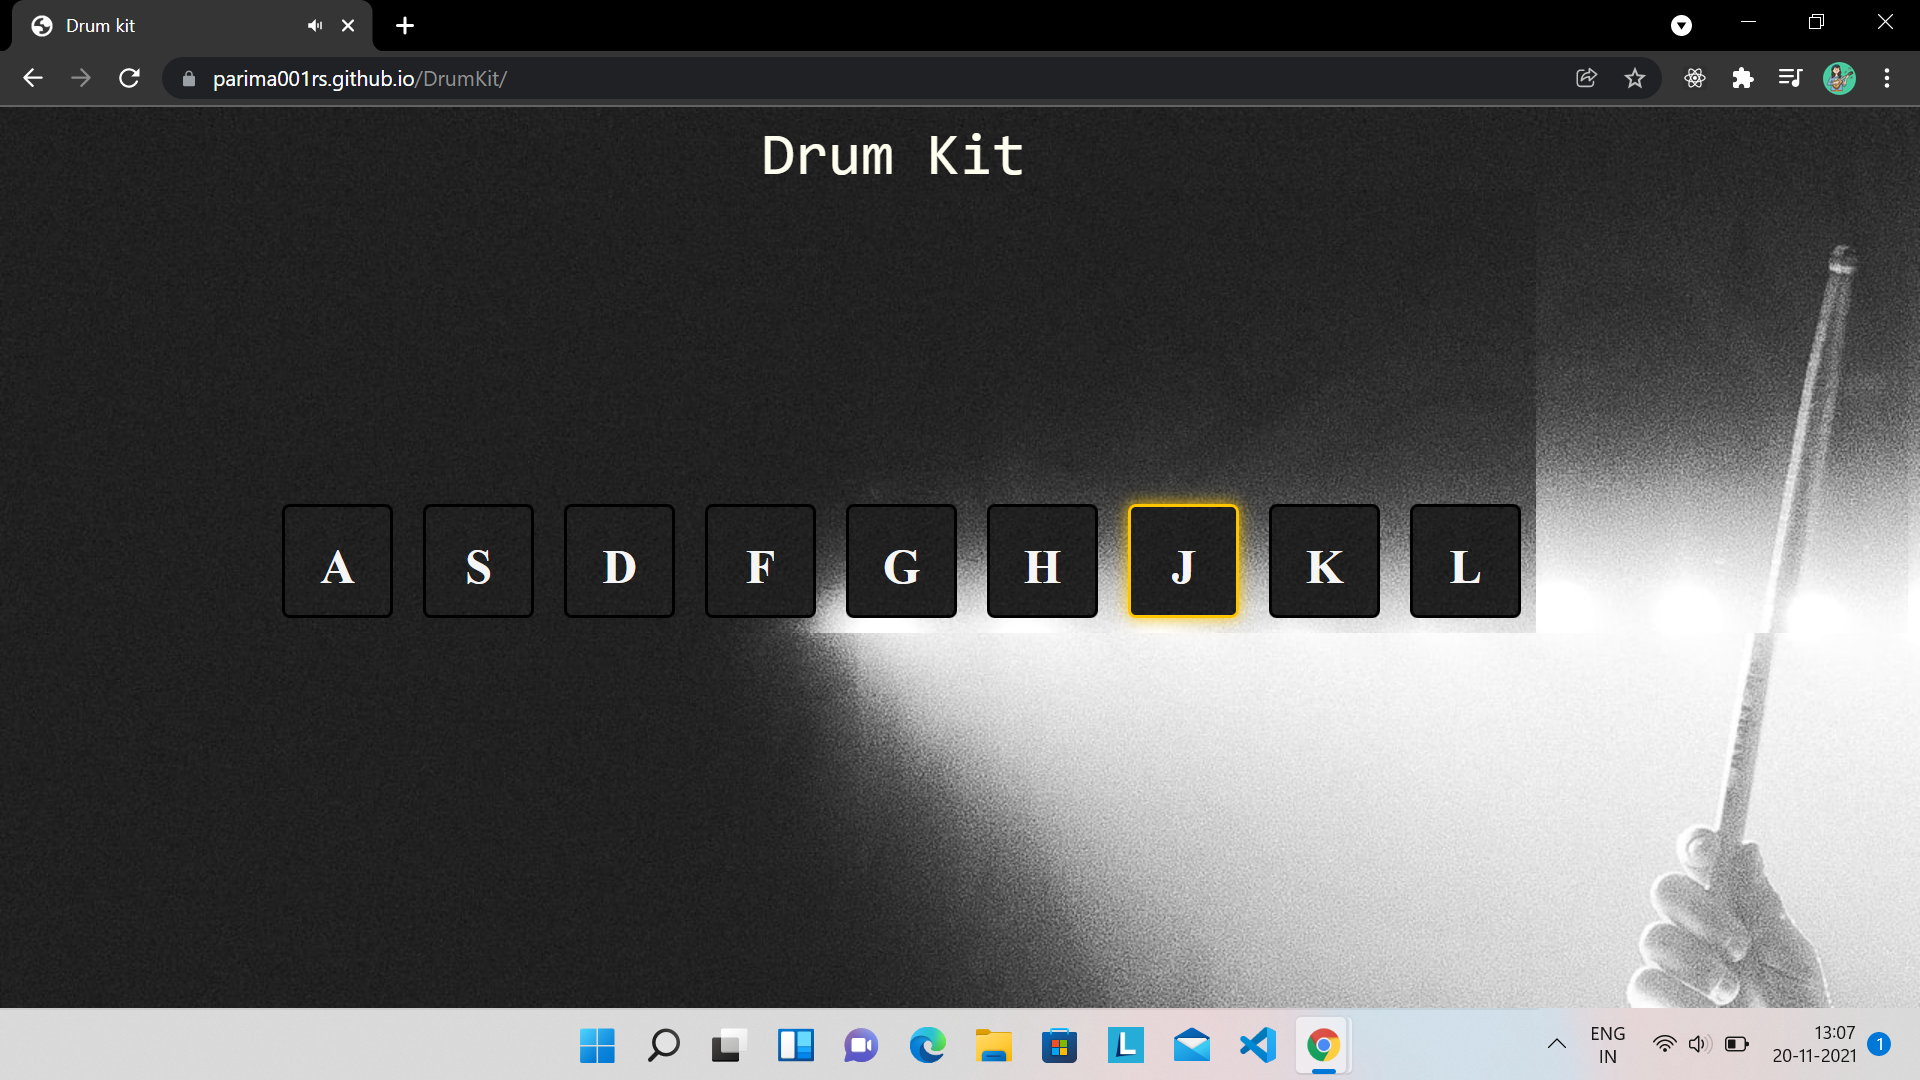 Drum kit
parima001rs.github.io/DrumKit/
Drum Kit
A S D F G H J K L
L
ENG
IN
13:07
20-11-2021
1